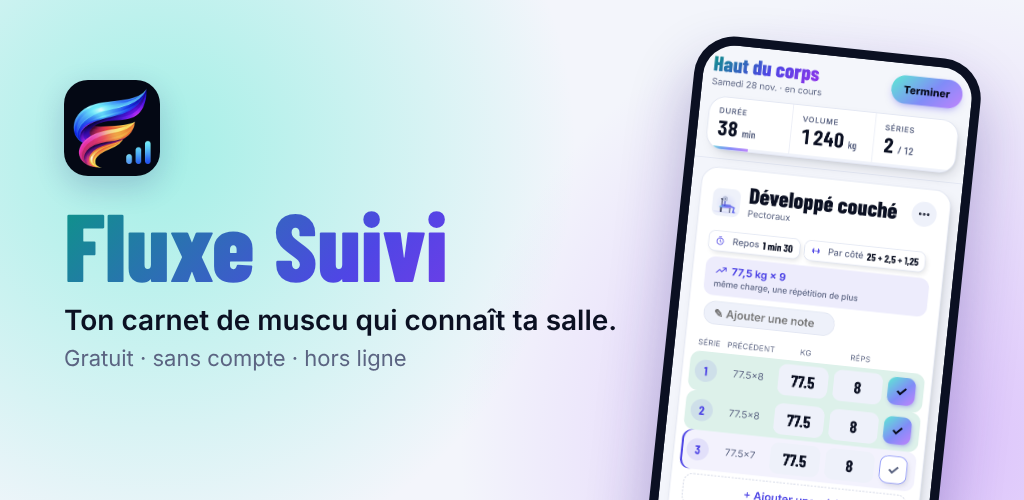 Fluxe Suivi
Ton carnet de muscu qui connaît ta salle.
Gratuit · sans compte · hors ligne
Haut du corps
Samedi 28 nov. · en cours
Terminer
DURÉE
38 min
VOLUME
1 240 kg
SÉRIES
2 / 12
Développé couché
Pectoraux
Repos 1 min 30
Par côté 25 + 2,5 + 1,25
77,5 kg × 9
même charge, une répétition de plus
✎ Ajouter une note
SÉRIE PRÉCÉDENT KG RÉPS
1 77.5×8 77.5 8
2 77.5×8 77.5 8
3 77.5×7 77.5 8
+ Ajouter